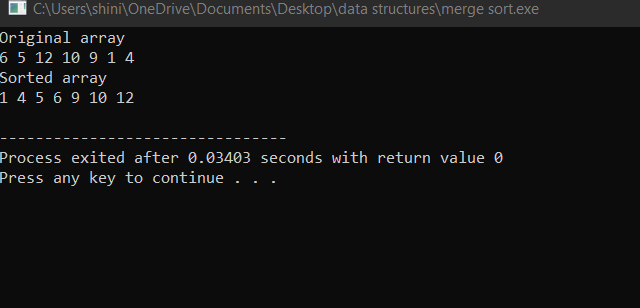 C:\Users\shini\OneDrive\Documents\Desktop\data structures\merge sort.exe
Original array
6 5 12 10 9 1 4
Sorted array
1 4 5 6 9 10 12
--------------------------------
Process exited after 0.03403 seconds with return value 0
Press any key to continue . . .